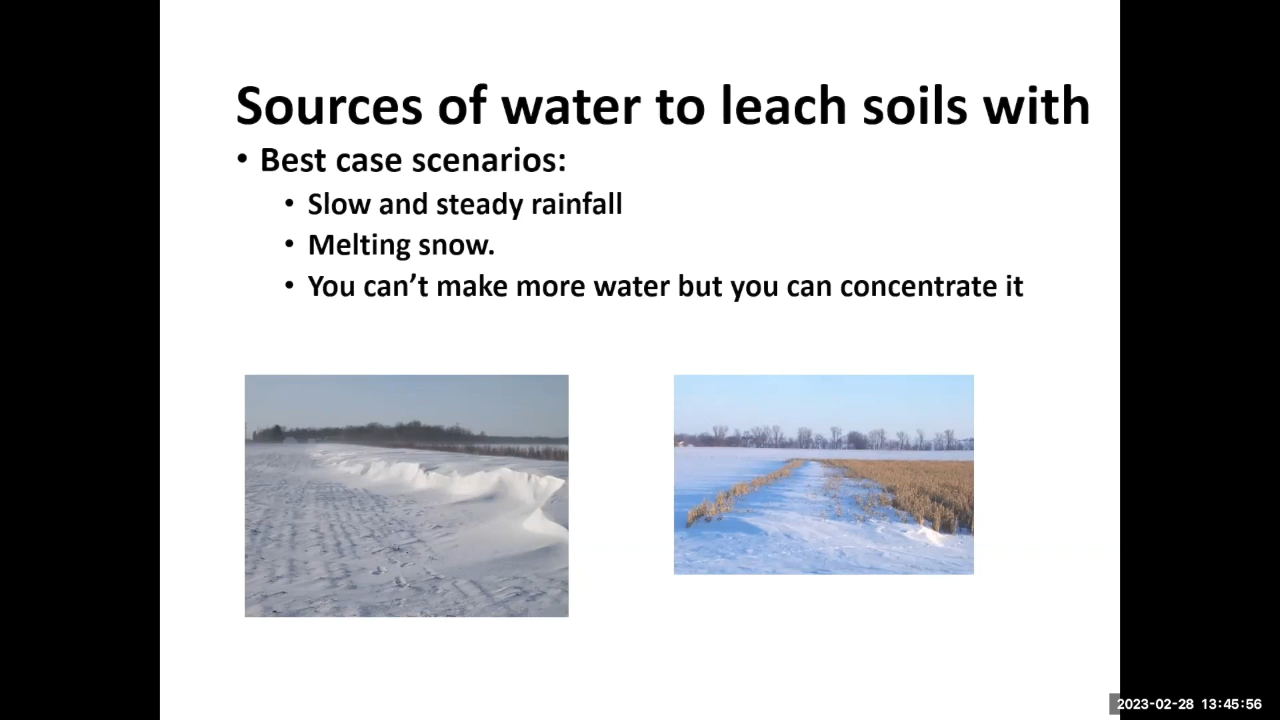 Sources of water to leach soils with
• Best case scenarios:
• Slow and steady rainfall
• Melting snow.
• You can’t make more water but you can concentrate it
2023-02-28 13:45:56